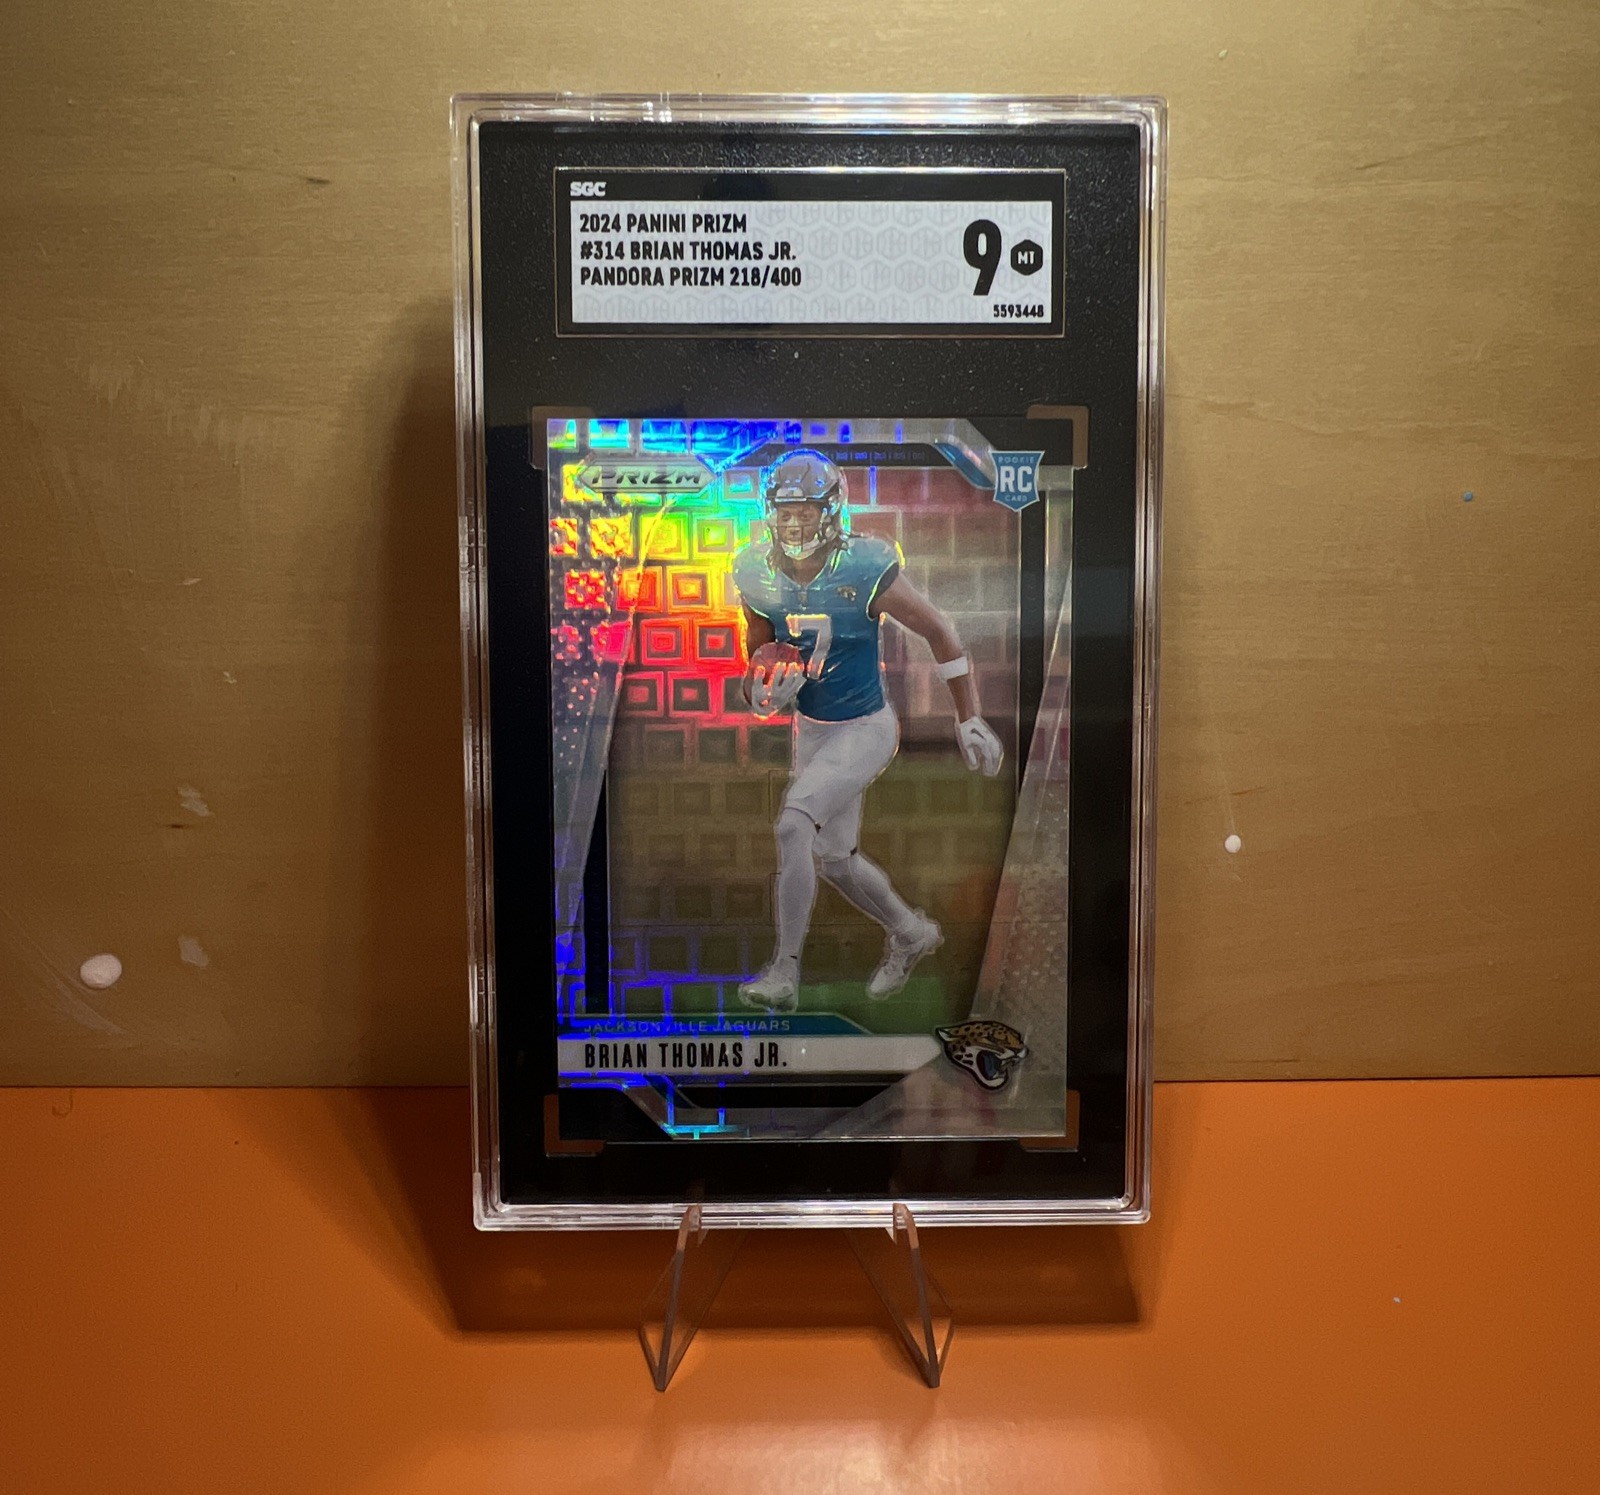 SGC
2024 PANINI PRIZM
#314 BRIAN THOMAS JR.
PANDORA PRIZM 218/400
9 MT
5593448
PRIZM
ROOKIE
RC
CARD
7
JACKSONVILLE JAGUARS
BRIAN THOMAS JR.